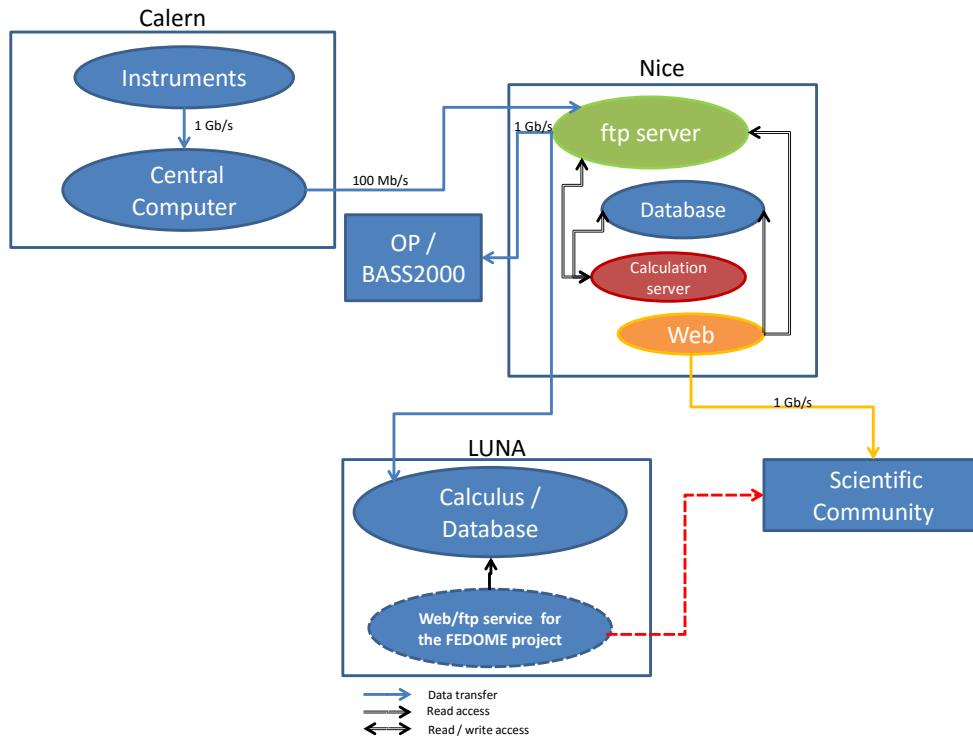 Calern
Instruments
1 Gb/s
Central
Computer
100 Mb/s
Nice
1 Gb/s
ftp server
Database
Calculation
server
Web
OP /
BASS2000
1 Gb/s
LUNA
Calculus /
Database
Web/ftp service for
the FEDOME project
Scientific
Community
Data transfer
Read access
Read / write access